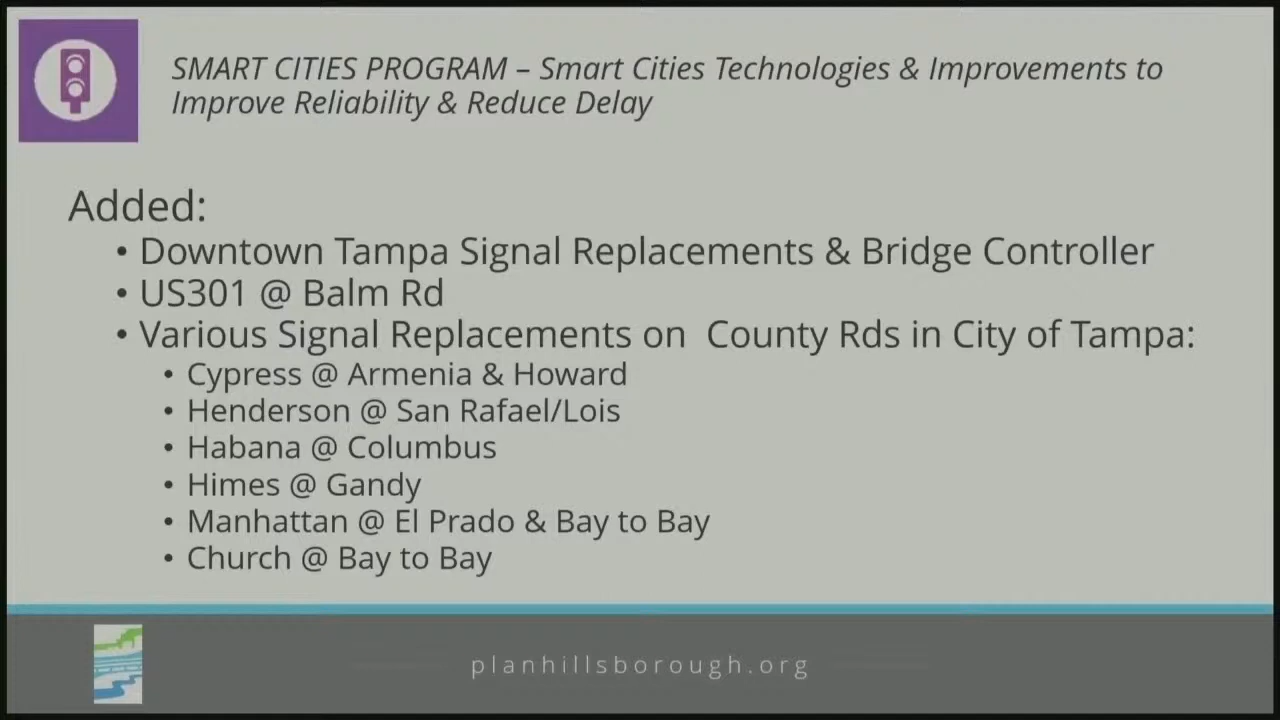 SMART CITIES PROGRAM – Smart Cities Technologies & Improvements to
Improve Reliability & Reduce Delay
Added:
• Downtown Tampa Signal Replacements & Bridge Controller
• US301 @ Balm Rd
• Various Signal Replacements on County Rds in City of Tampa:
• Cypress @ Armenia & Howard
• Henderson @ San Rafael/Lois
• Habana @ Columbus
• Himes @ Gandy
• Manhattan @ El Prado & Bay to Bay
• Church @ Bay to Bay
planhillsborough.org